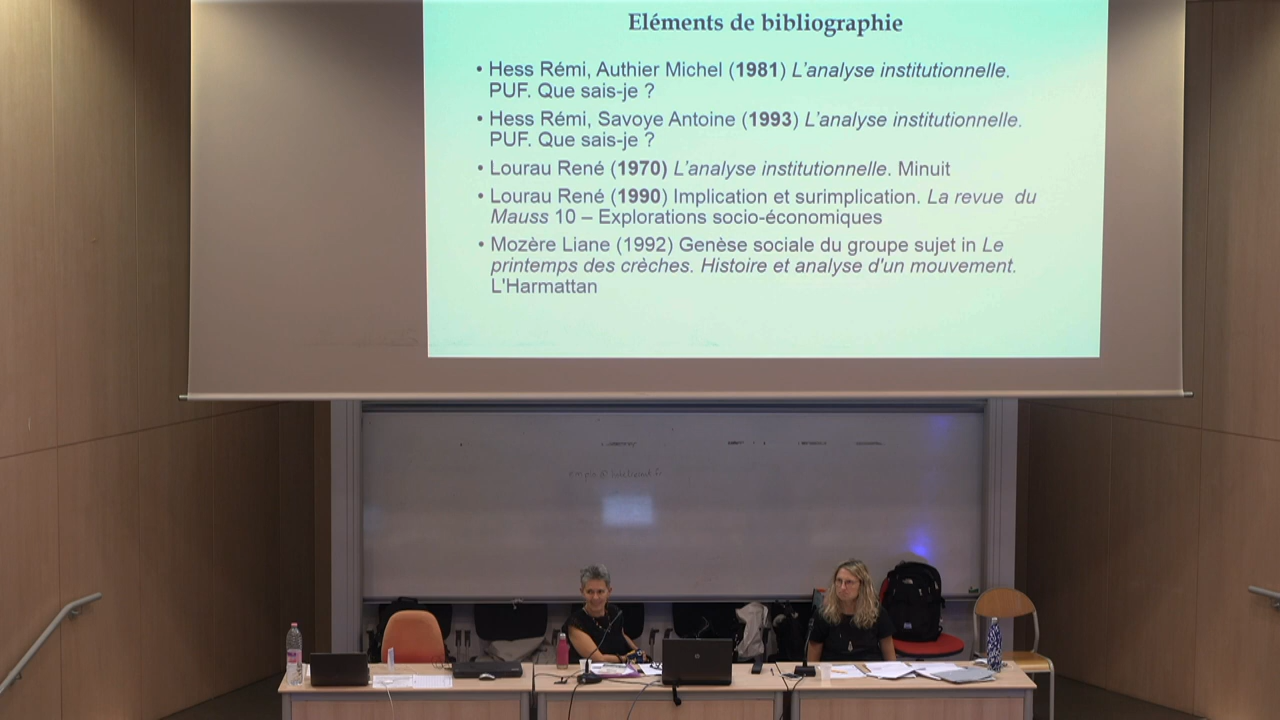 Eléments de bibliographie
• Hess Rémi, Authier Michel (1981) L'analyse institutionnelle.
PUF. Que sais-je ?
• Hess Rémi, Savoye Antoine (1993) L'analyse institutionnelle.
PUF. Que sais-je ?
• Lourau René (1970) L'analyse institutionnelle. Minuit
• Lourau René (1990) Implication et surimplication. La revue du
Mauss 10 – Explorations socio-économiques
• Mozère Liane (1992) Genèse sociale du groupe sujet in Le
printemps des crèches. Histoire et analyse d'un mouvement.
L'Harmattan